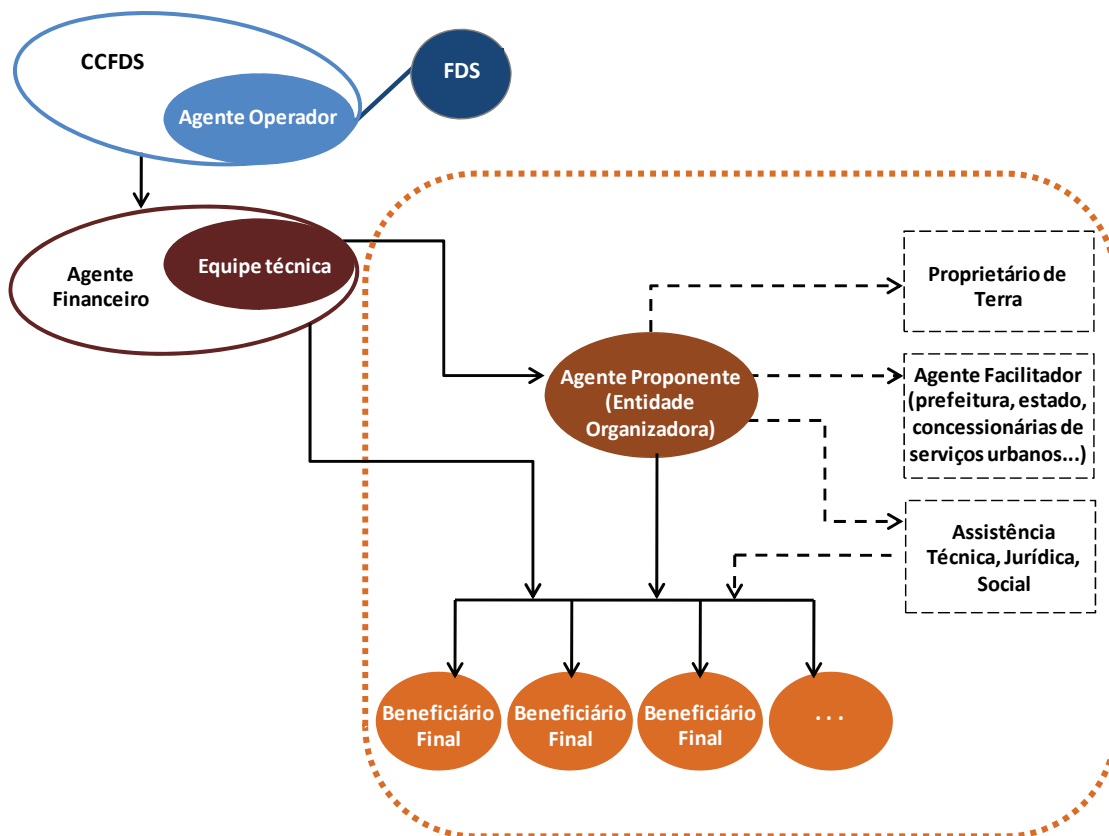 CCFDS
FDS
Agente Operador
Agente
Financeiro
Equipe técnica
Proprietário de
Terra
Agente Proponente
(Entidade
Organizadora)
Agente Facilitador
(prefeitura, estado,
concessionárias de
serviços urbanos...)
Assistência
Técnica, Jurídica,
Social
Beneficiário
Final
Beneficiário
Final
Beneficiário
Final
...